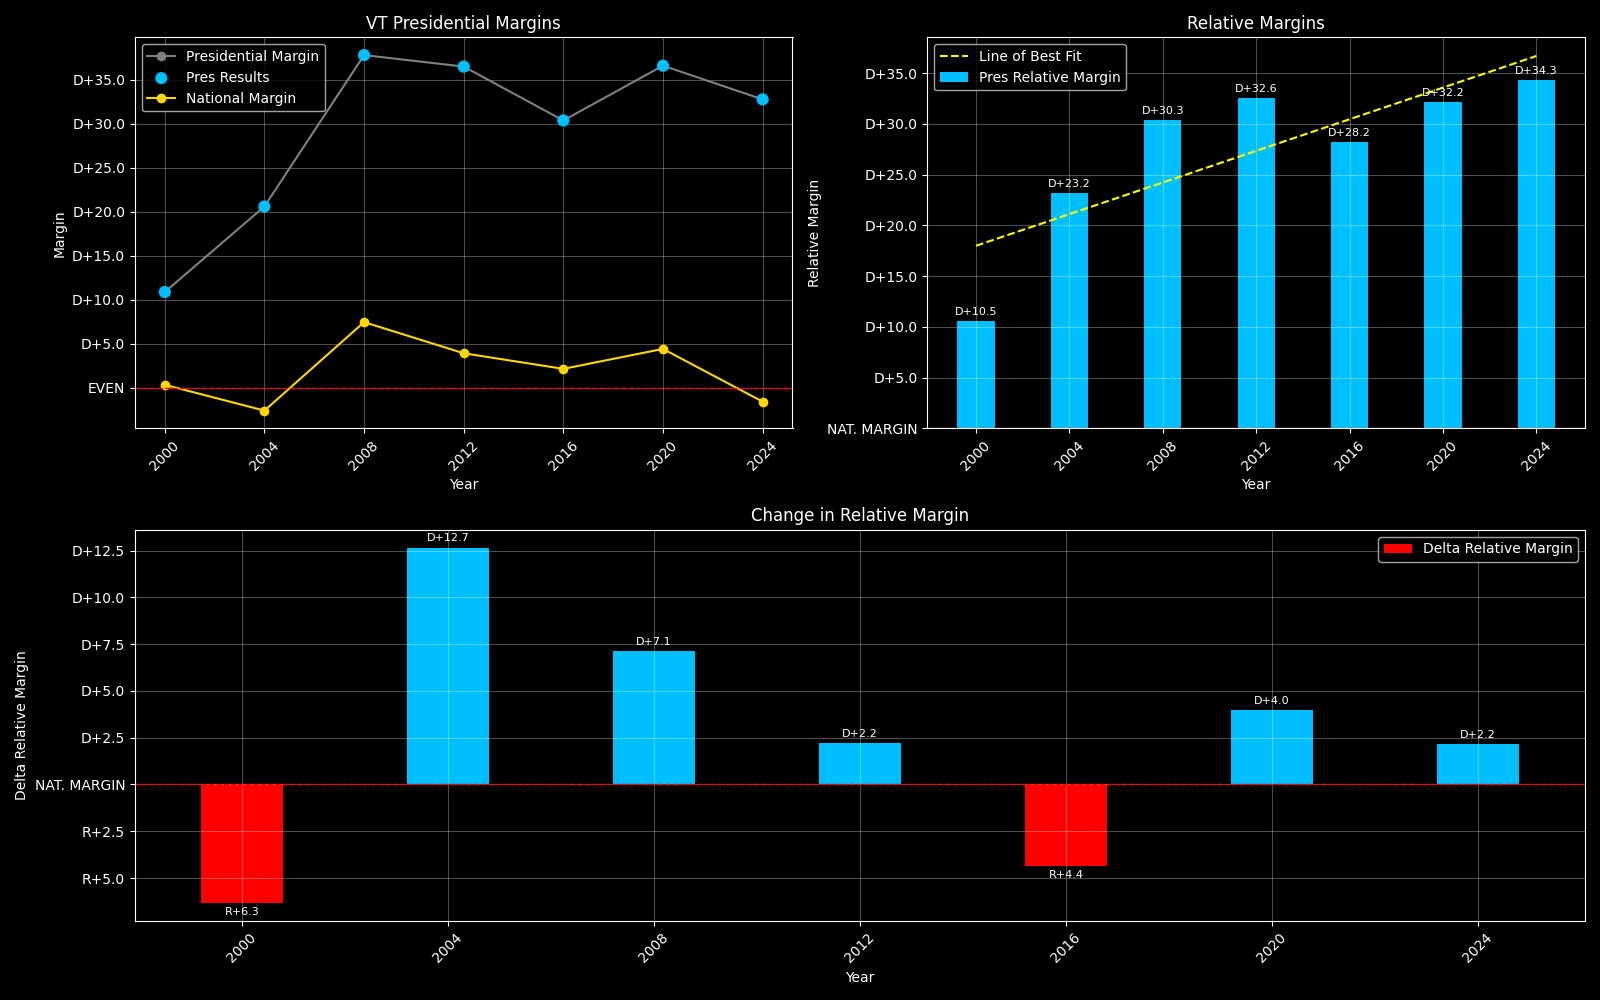 VT Presidential Margins
Presidential Margin
Pres Results
National Margin
Margin
D+35.0
D+30.0
D+25.0
D+20.0
D+15.0
D+10.0
D+5.0
EVEN
2000
2004
2008
2012
2016
2020
2024
Year
Relative Margins
Line of Best Fit
Pres Relative Margin
Relative Margin
D+35.0
D+30.0
D+25.0
D+20.0
D+15.0
D+10.0
D+5.0
NAT. MARGIN
D+10.5
D+23.2
D+30.3
D+32.6
D+28.2
D+32.2
D+34.3
2000
2004
2008
2012
2016
2020
2024
Year
Change in Relative Margin
Delta Relative Margin
Delta Relative Margin
D+12.5
D+10.0
D+7.5
D+5.0
D+2.5
NAT. MARGIN
R+2.5
R+5.0
R+6.3
D+12.7
D+7.1
D+2.2
R+4.4
D+4.0
D+2.2
2000
2004
2008
2012
2016
2020
2024
Year